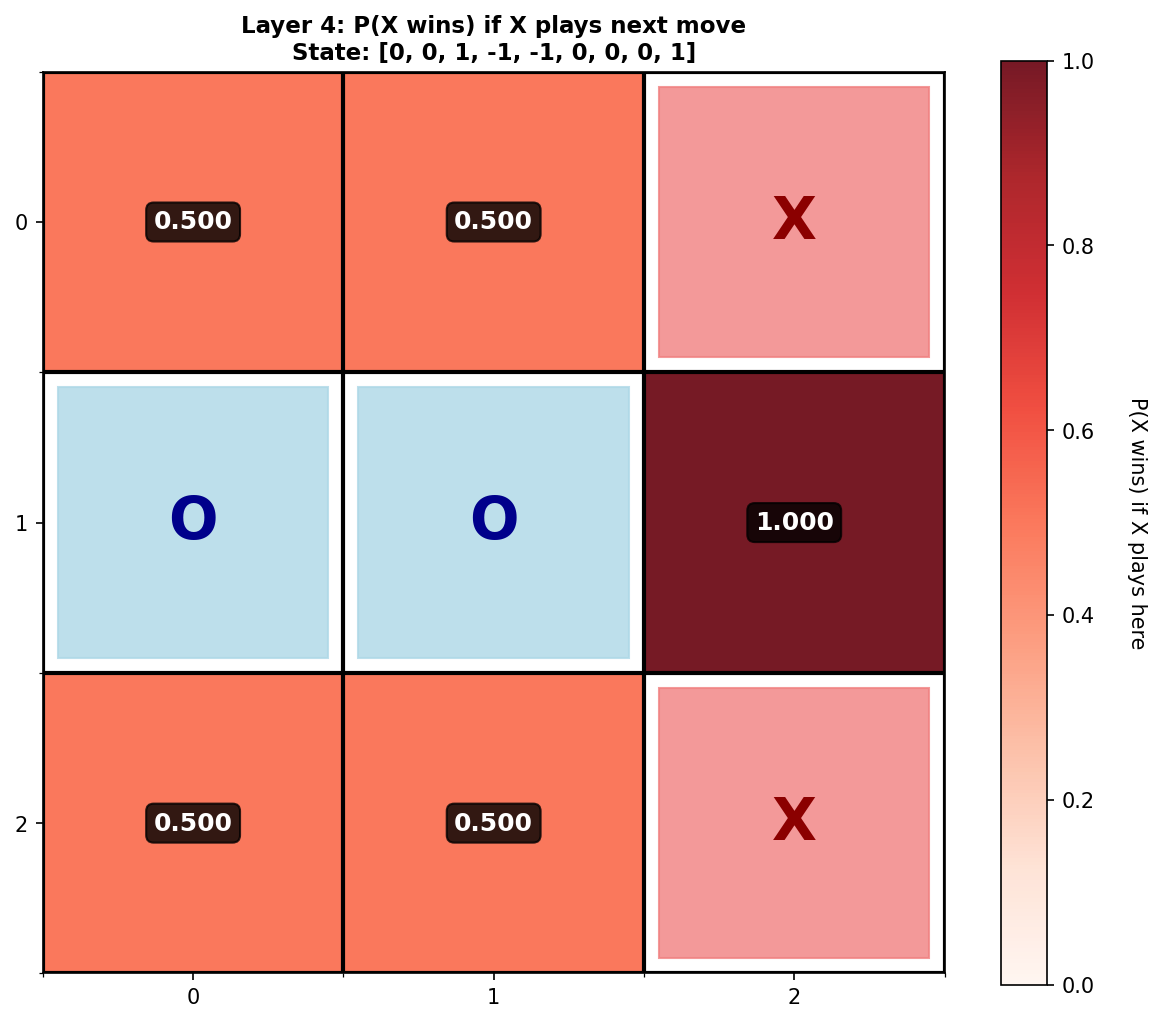 Layer 4: P(X wins) if X plays next move
State: [0, 0, 1, -1, -1, 0, 0, 0, 1]
0
0.500
0.500
X
1
O
O
1.000
2
0.500
0.500
X
0
1
2
1.0
0.8
0.6
0.4
0.2
0.0
P(X wins) if X plays here